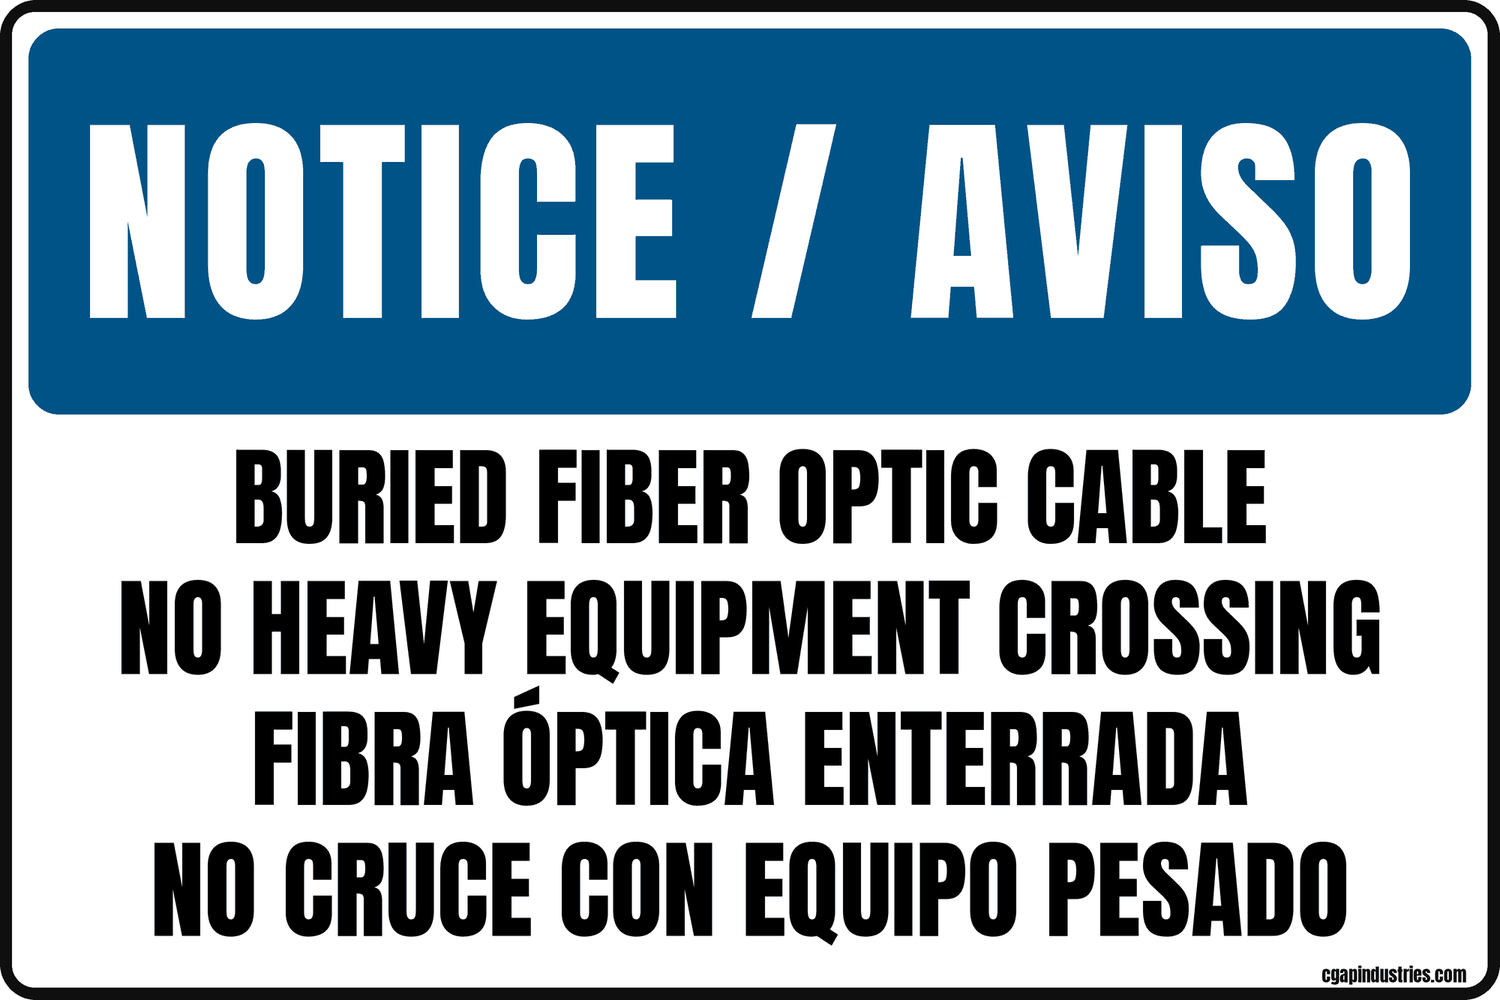 NOTICE / AVISO
BURIED FIBER OPTIC CABLE
NO HEAVY EQUIPMENT CROSSING
FIBRA ÓPTICA ENTERRADA
NO CRUCE CON EQUIPO PESADO
cgapindustries.com